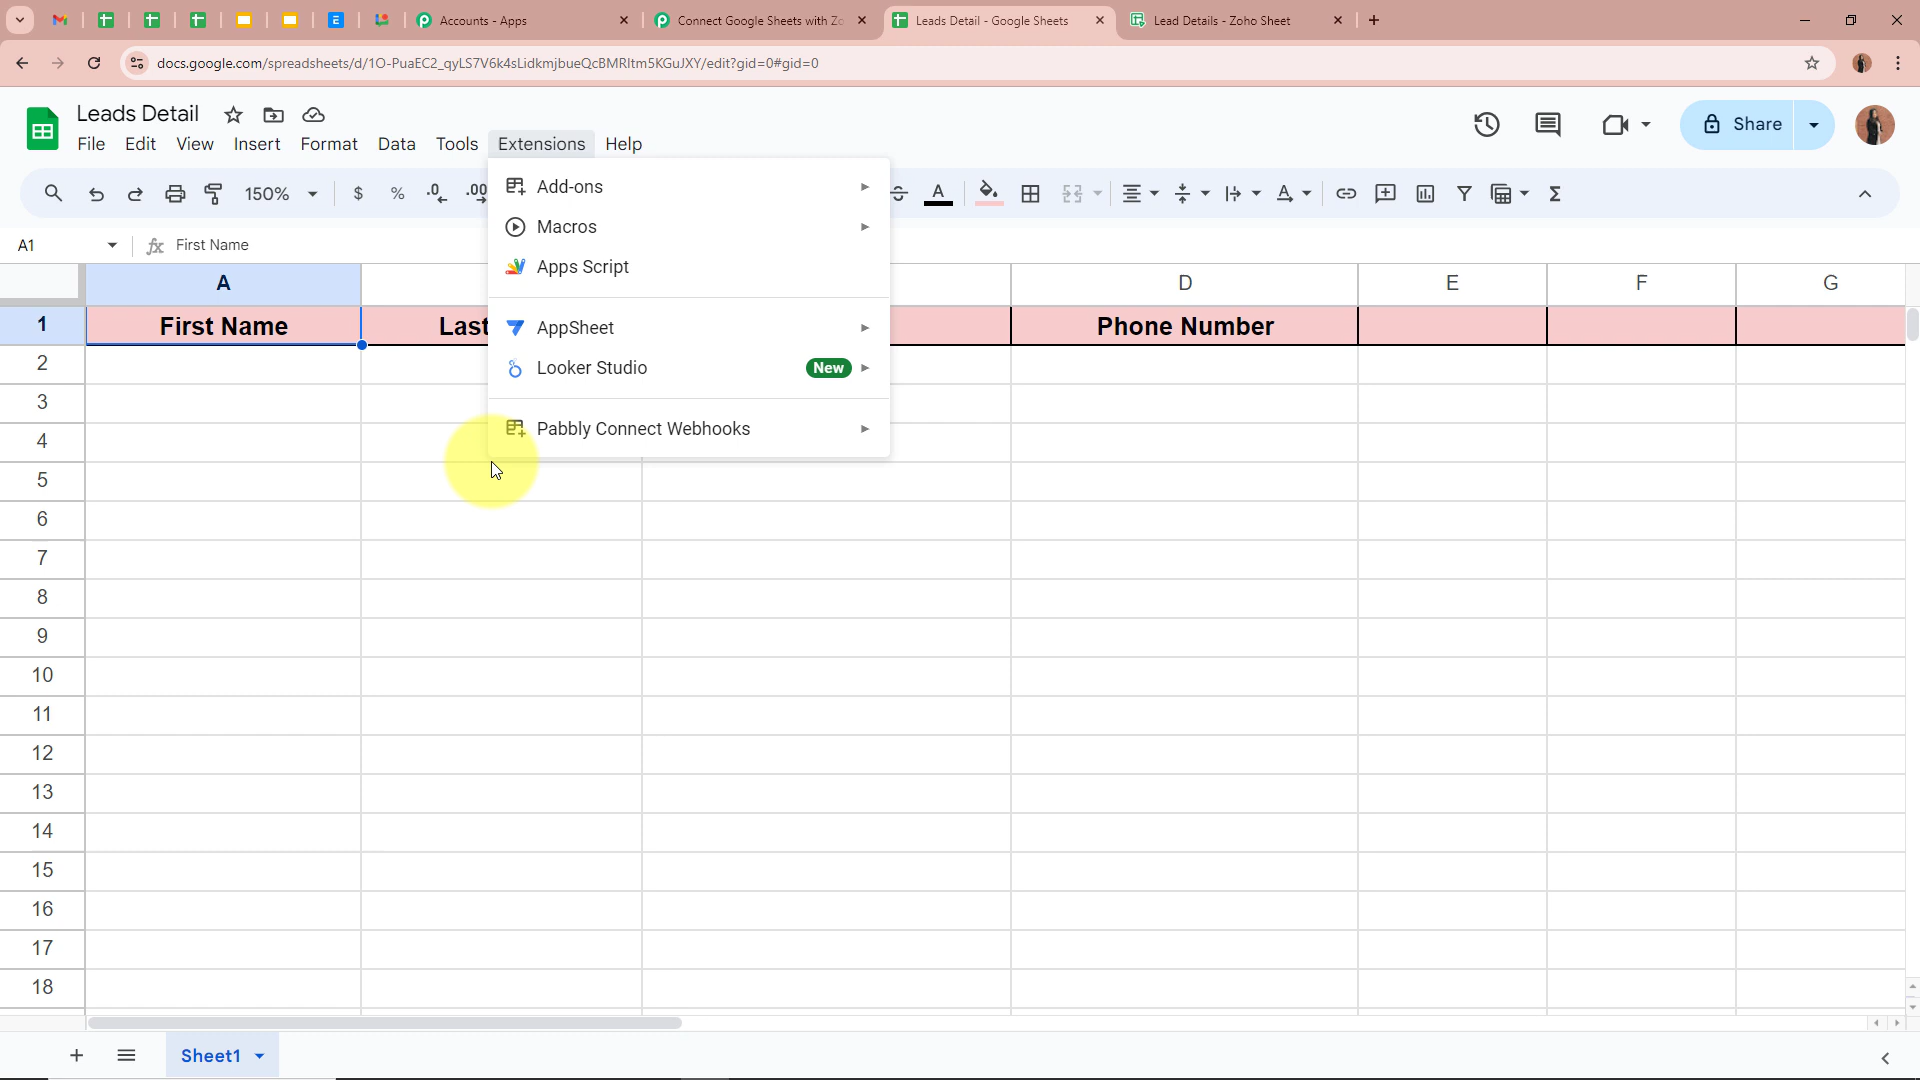 Accounts - Apps
Connect Google Sheets with Zo
Leads Detail - Google Sheets
Lead Details - Zoho Sheet
docs.google.com/spreadsheets/d/1O-PuaEC2_qyLS7V6k4sLidkmjbueQcBMRItm5KGuJXY/edit?gid=0#gid=0
Leads Detail
File Edit View Insert Format Data Tools Extensions Help
Share
150% $ % .0 .00
A1
fx First Name
Add-ons
Macros
Apps Script
AppSheet
Looker Studio New
Pabbly Connect Webhooks
A D E F G
1 First Name Last Phone Number
2
3
4
5
6
7
8
9
10
11
12
13
14
15
16
17
18
Sheet1